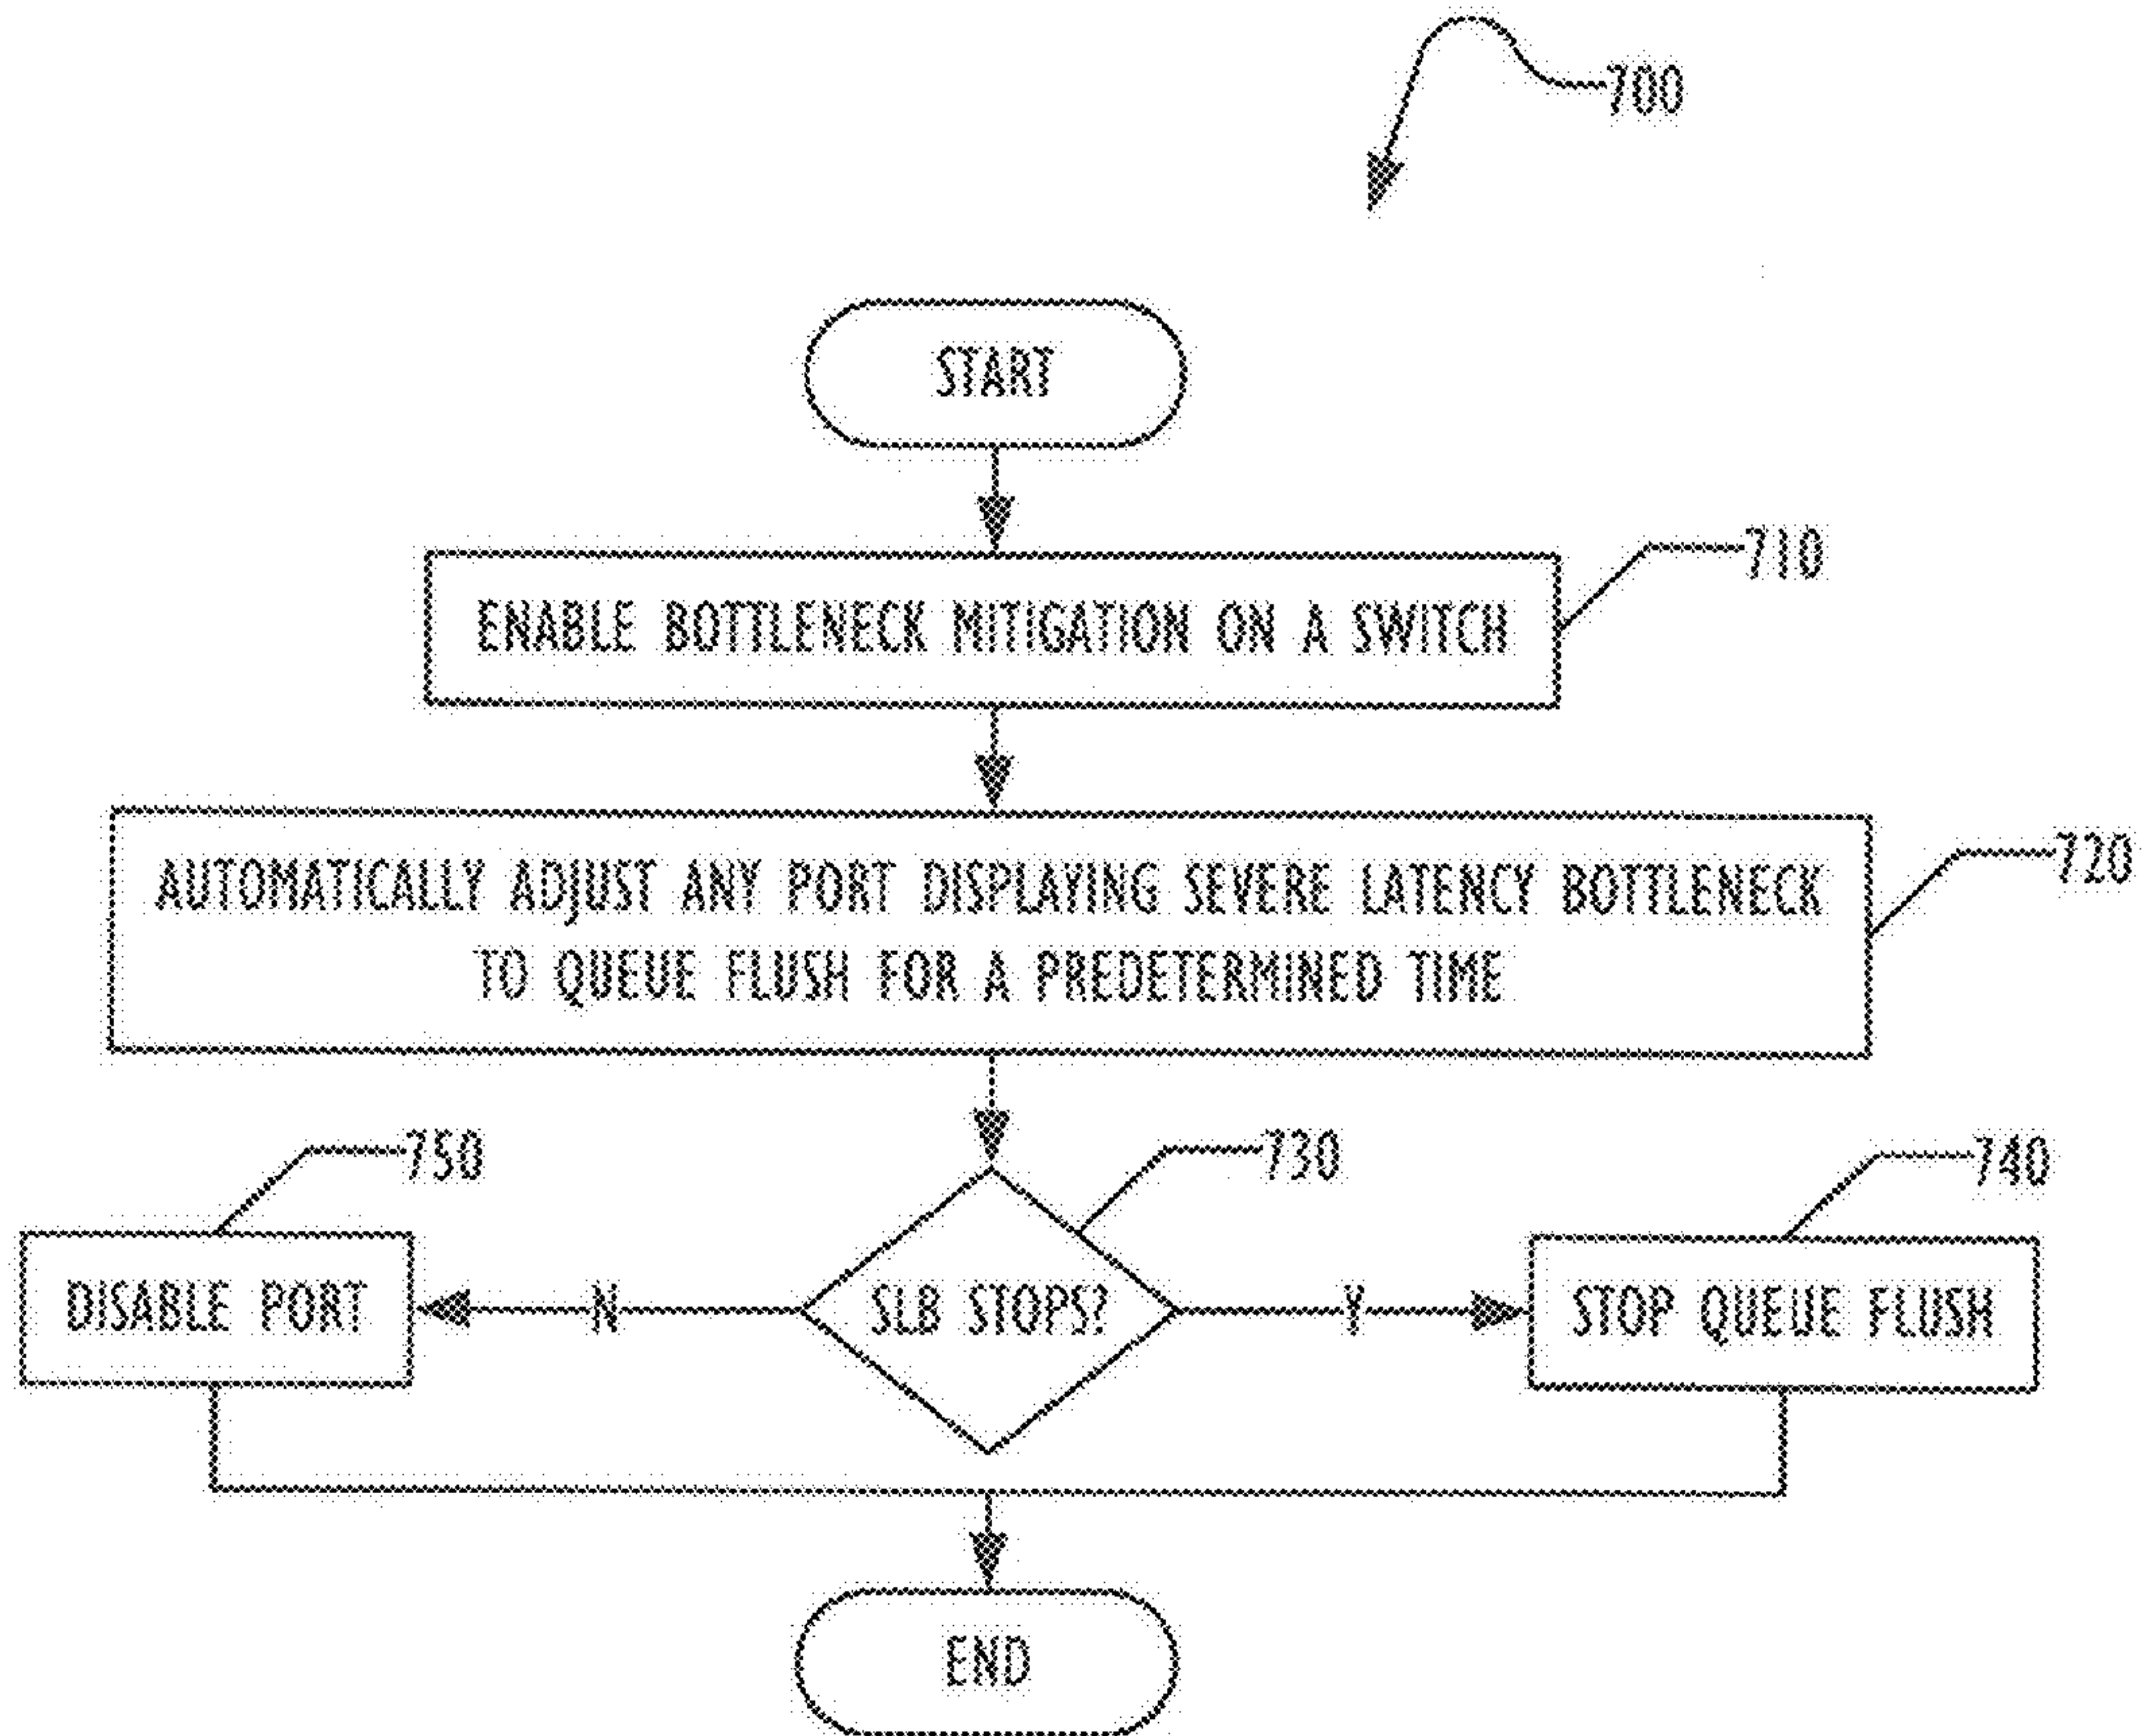 700
START
710
ENABLE BOTTLENECK MITIGATION ON A SWITCH
720
AUTOMATICALLY ADJUST ANY PORT DISPLAYING SEVERE LATENCY BOTTLENECK
TO QUEUE FLUSH FOR A PREDETERMINED TIME
750
730
740
DISABLE PORT
N
SLB STOPS?
Y
STOP QUEUE FLUSH
END